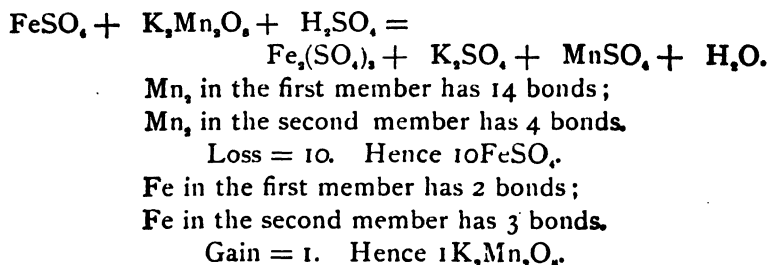 FeSO₄ + K₂Mn₂O₈ + H₂SO₄ =
Fe₂(SO₄)₃ + K₂SO₄ + MnSO₄ + H₂O.
Mn₂ in the first member has 14 bonds;
Mn₂ in the second member has 4 bonds.
Loss = 10. Hence 10FeSO₄.
Fe in the first member has 2 bonds;
Fe in the second member has 3 bonds.
Gain = 1. Hence 1K₂Mn₂O₈.